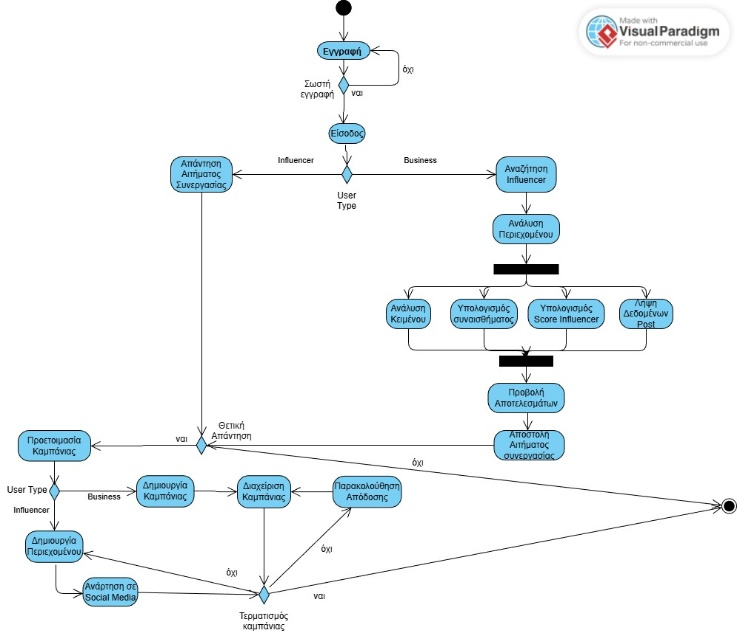 Made with
VisualParadigm
For non-commercial use
Εγγραφή
όχι
Σωστή
εγγραφή
ναι
Είσοδος
Influencer
Business
User
Type
Απάντηση
Αιτήματος
Συνεργασίας
Αναζήτηση
Influencer
Ανάλυση
Περιεχομένου
Ανάλυση
Κειμένου
Υπολογισμός
συναισθήματος
Υπολογισμός
Score Influencer
Λήψη
Δεδομένων
Post
Προβολή
Αποτελεσμάτων
Θετική
Απάντηση
Αποστολή
Αιτήματος
συνεργασίας
ναι
όχι
Προετοιμασία
Καμπάνιας
User Type
Business
Influencer
Δημιουργία
Καμπάνιας
Διαχείριση
Καμπάνιας
Παρακολούθηση
Απόδοσης
Δημιουργία
Περιεχομένου
όχι
όχι
Ανάρτηση σε
Social Media
ναι
Τερματισμός
καμπάνιας